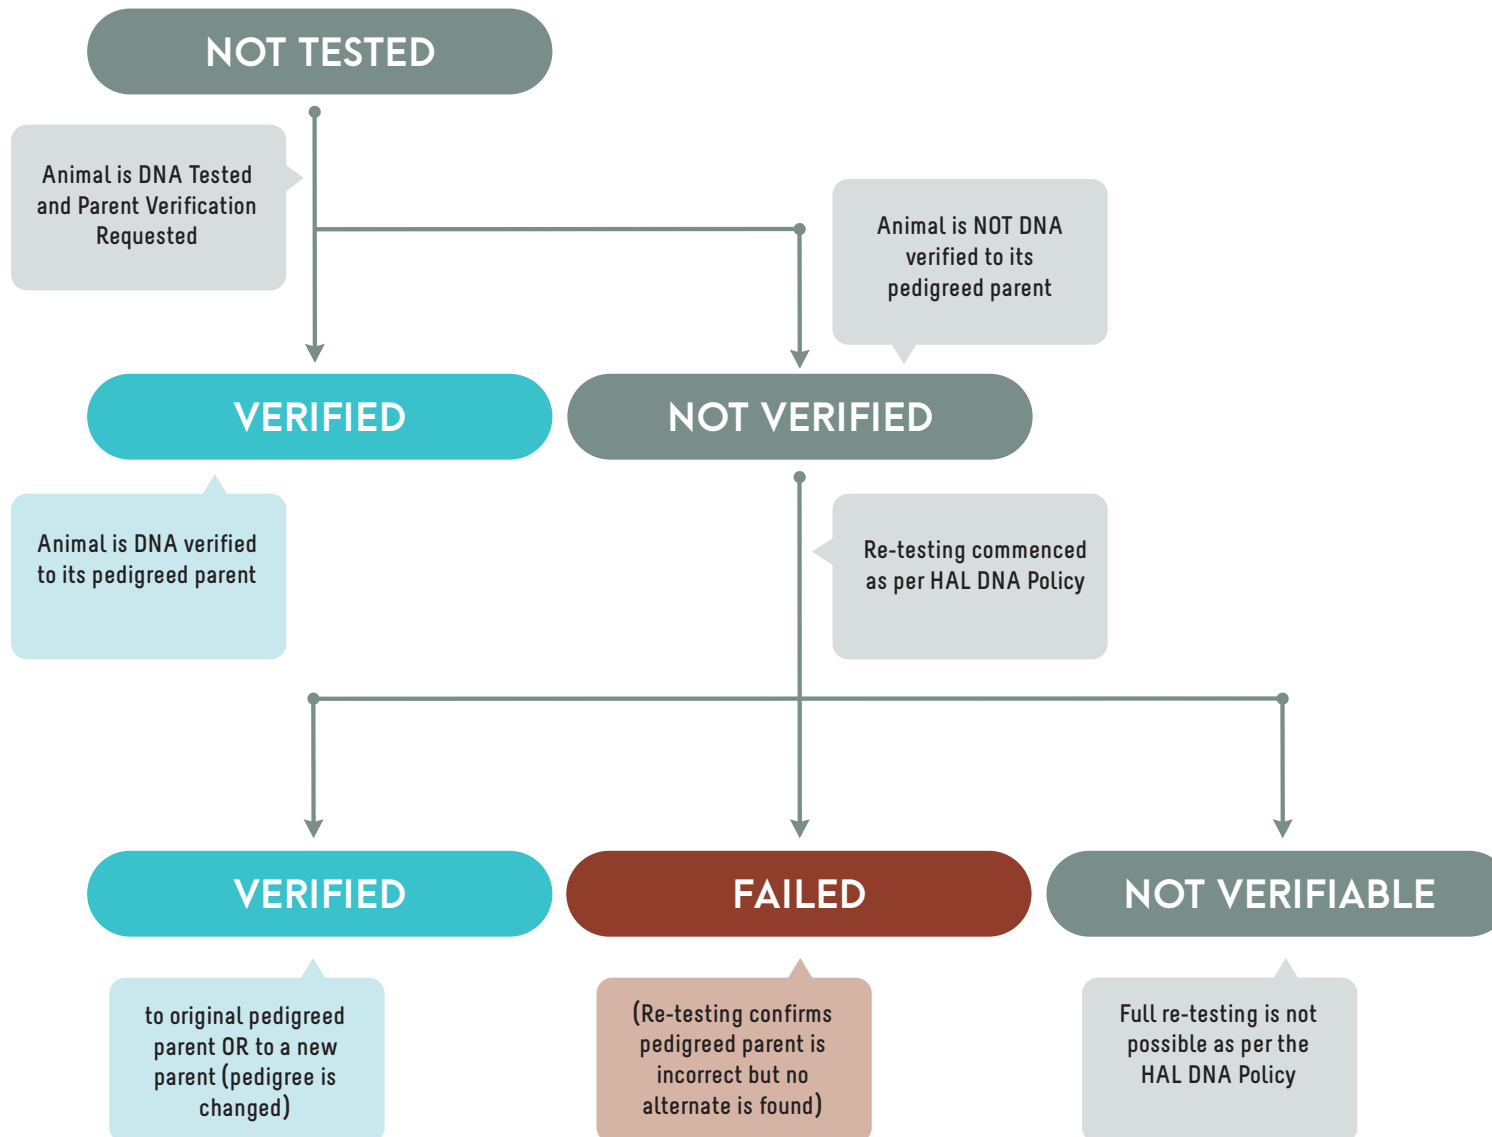 NOT TESTED
Animal is DNA Tested
and Parent Verification
Requested
Animal is NOT DNA
verified to its
pedigreed parent
VERIFIED
NOT VERIFIED
Animal is DNA verified
to its pedigreed parent
Re-testing commenced
as per HAL DNA Policy
VERIFIED
FAILED
NOT VERIFIABLE
to original pedigreed
parent OR to a new
parent (pedigree is
changed)
(Re-testing confirms
pedigreed parent is
incorrect but no
alternate is found)
Full re-testing is not
possible as per the
HAL DNA Policy